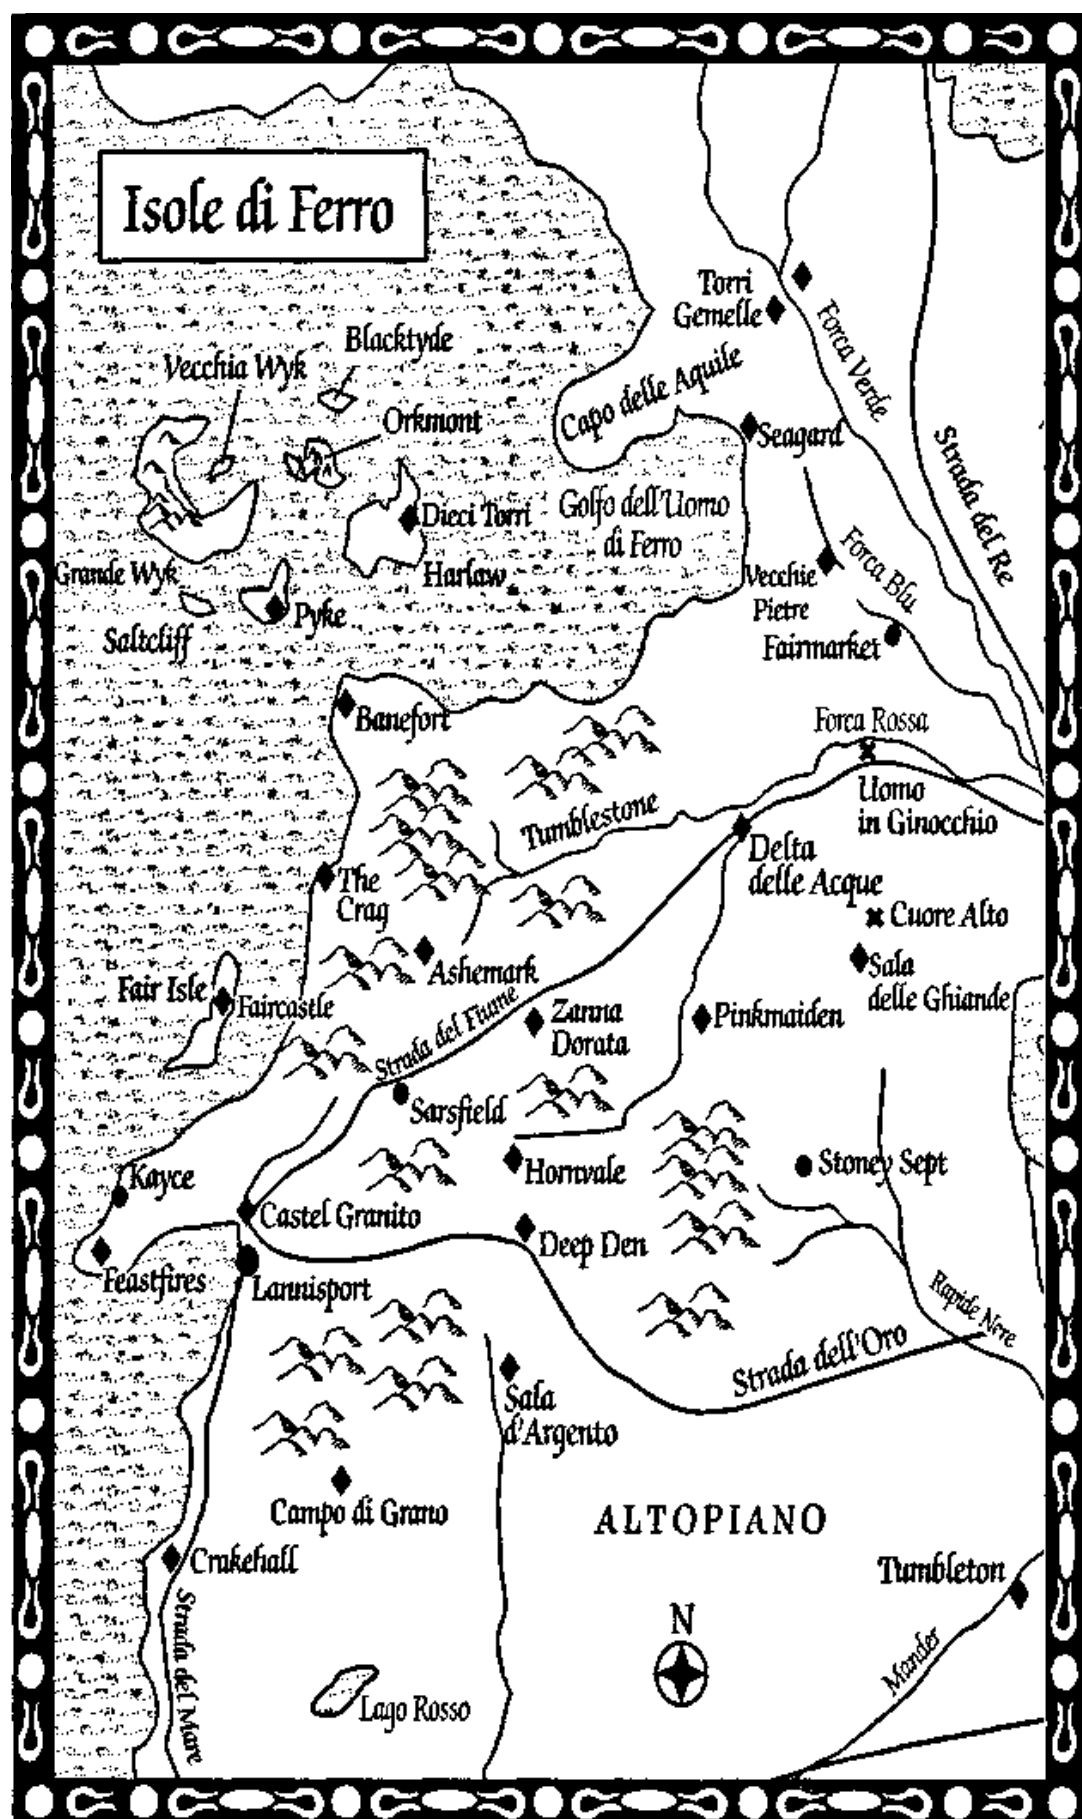 Isole di Ferro
Torri
Gemelle
Forca Verde
Blacktyde
Vecchia Wyk
Capo delle Aquile
Orkmont
Seagard
Strada del Re
Dieci Torri
Golfo dell'Uomo
di Ferro
Forca Blu
Grande Wyk
Harlaw
Vecchie
Pietre
Pyke
Saltcliff
Fairmarket
Banefort
Forca Rossa
Uomo
in Ginocchio
Tumblestone
Delta
delle Acque
The
Crag
Cuore Alto
Ashemark
Sala
delle Ghiande
Fair Isle
Faircastle
Strada del Fiume
Zanna
Dorata
Pinkmaiden
Sarsfield
Kayce
Hornvale
Stoney Sept
Castel Granito
Deep Den
Feastfires
Lannisport
Rapide Nere
Strada dell'Oro
Sala
d'Argento
Campo di Grano
ALTOPIANO
Crakehall
Tumbleton
Strada del Mare
N
Mander
Lago Rosso